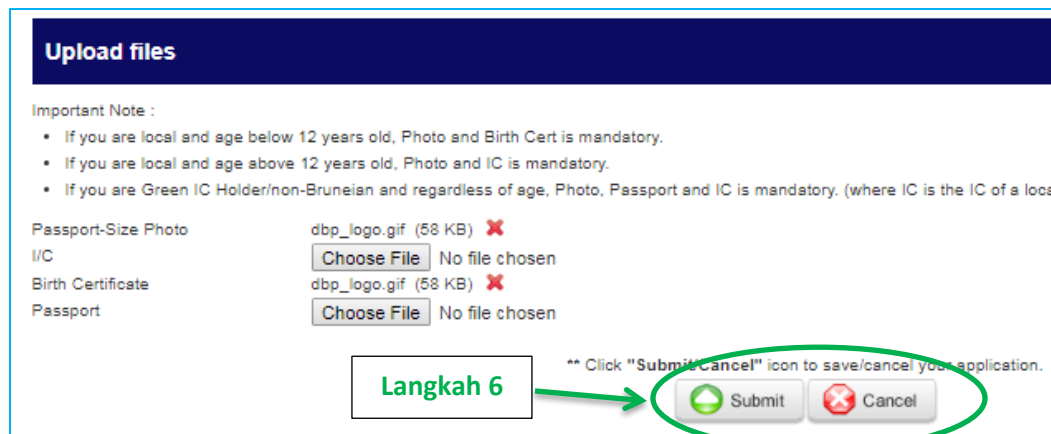 Upload files
Important Note :
• If you are local and age below 12 years old, Photo and Birth Cert is mandatory.
• If you are local and age above 12 years old, Photo and IC is mandatory.
• If you are Green IC Holder/non-Bruneian and regardless of age, Photo, Passport and IC is mandatory. (where IC is the IC of a loca
Passport-Size Photo dbp_logo.gif (58 KB)
I/C Choose File No file chosen
Birth Certificate dbp_logo.gif (58 KB)
Passport Choose File No file chosen
** Click "Submit/Cancel" icon to save/cancel your application.
Langkah 6
Submit Cancel